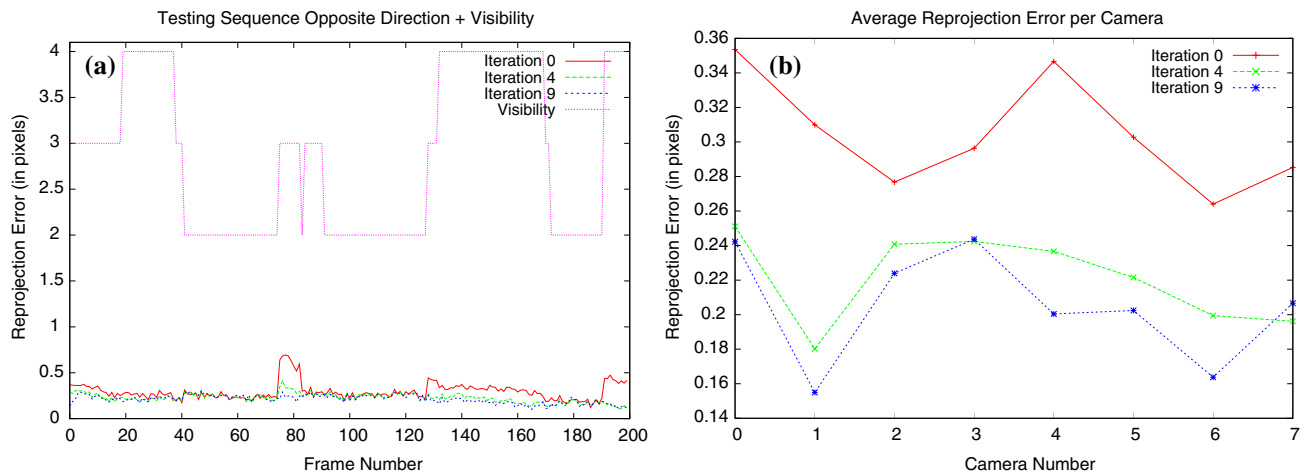 Testing Sequence Opposite Direction + Visibility
(a)
Iteration 0
Iteration 4
Iteration 9
Visibility
4
3.5
3
2.5
2
1.5
1
0.5
0
Reprojection Error (in pixels)
0 20 40 60 80 100 120 140 160 180 200
Frame Number
Average Reprojection Error per Camera
(b)
Iteration 0
Iteration 4
Iteration 9
0.36
0.34
0.32
0.3
0.28
0.26
0.24
0.22
0.2
0.18
0.16
0.14
Reprojection Error (in pixels)
0 1 2 3 4 5 6 7
Camera Number